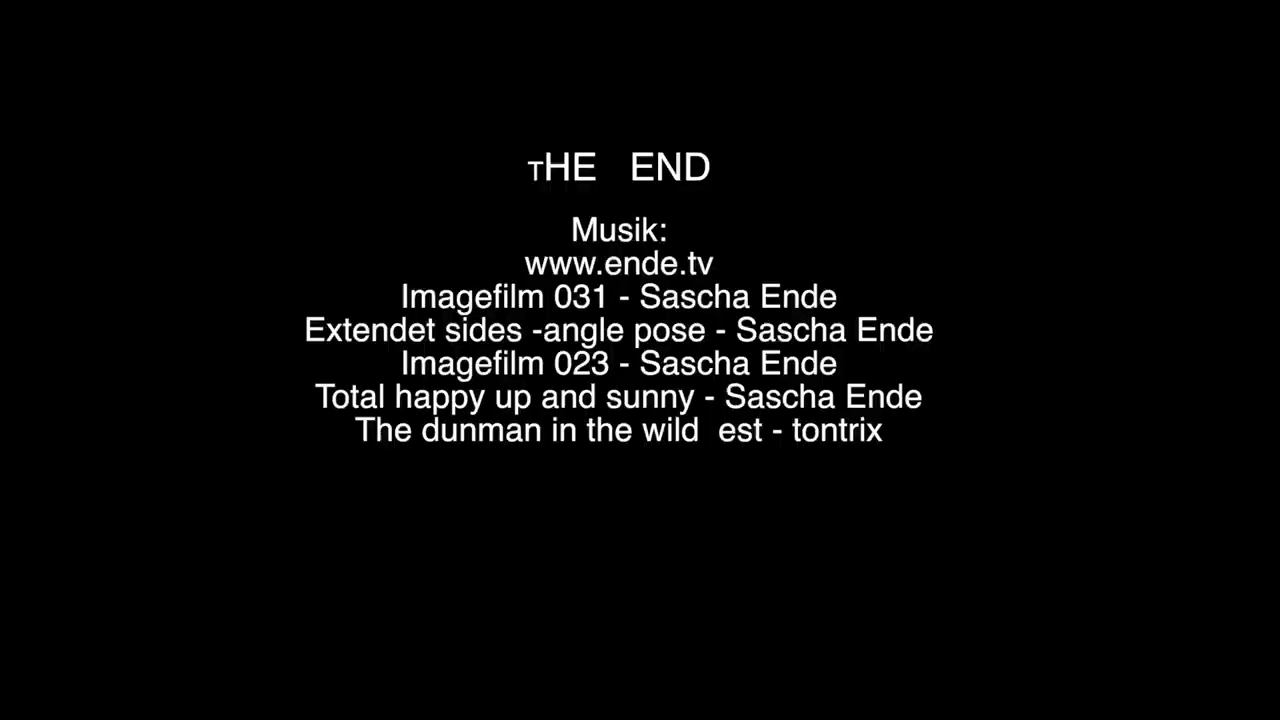 THE END
Musik:
www.ende.tv
Imagefilm 031 - Sascha Ende
Extendet sides -angle pose - Sascha Ende
Imagefilm 023 - Sascha Ende
Total happy up and sunny - Sascha Ende
The dunman in the wild est - tontrix